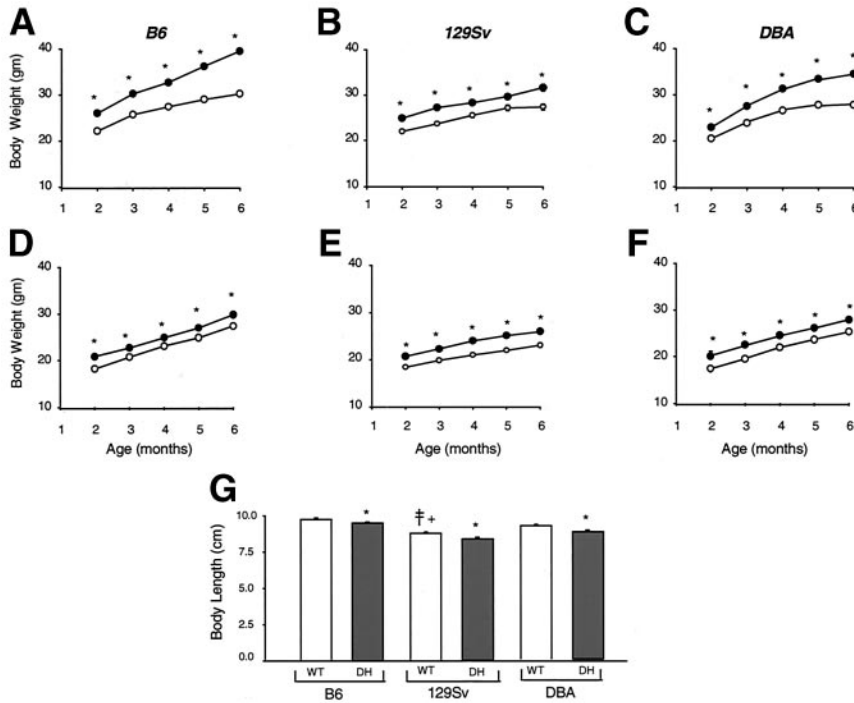 A B6
B 129Sv
C DBA
Body Weight (gm)
40
* * * * *
30
20
10
1 2 3 4 5 6
40
* * * * *
30
20
10
1 2 3 4 5 6
40
* * * * *
30
20
10
1 2 3 4 5 6
D
E
F
Body Weight (gm)
40
* * * * *
30
20
10
1 2 3 4 5 6
Age (months)
40
* * * * *
30
20
10
1 2 3 4 5 6
Age (months)
40
* * * * *
30
20
10
1 2 3 4 5 6
Age (months)
G
Body Length (cm)
10.0
7.5
5.0
2.5
0.0
* ‡ † + * *
WT DH WT DH WT DH
B6 129Sv DBA